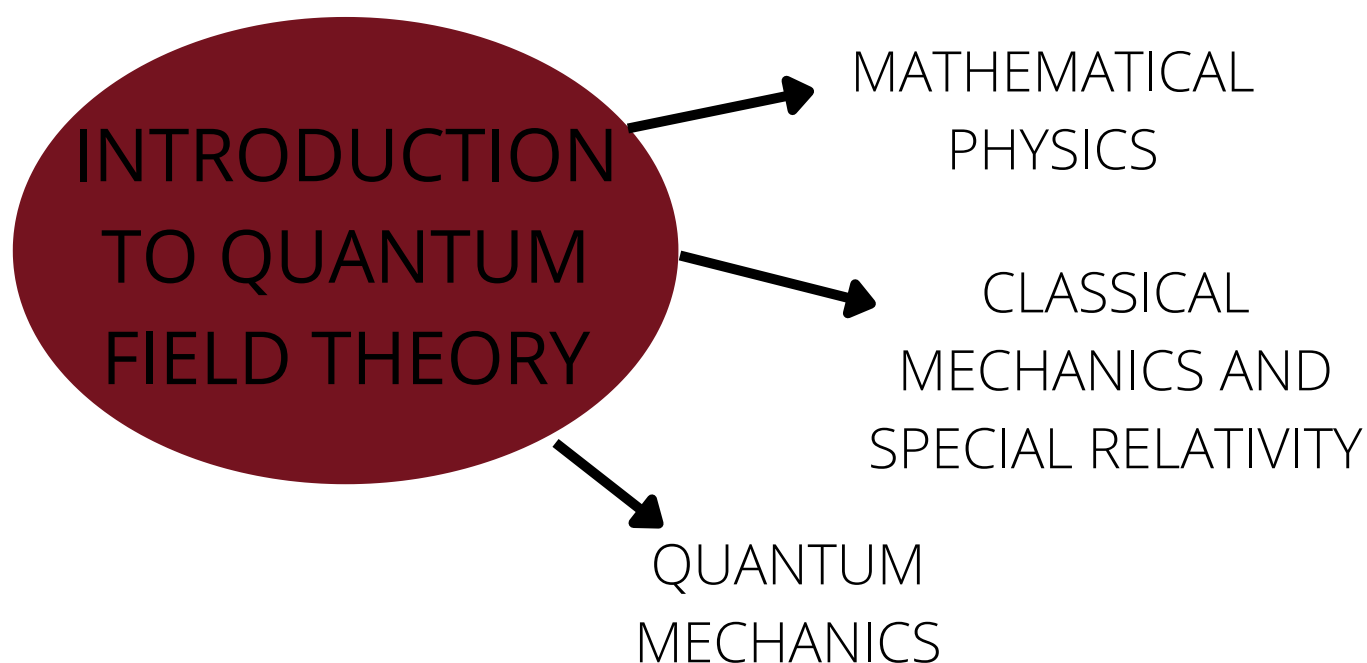 INTRODUCTION
TO QUANTUM
FIELD THEORY
MATHEMATICAL
PHYSICS
CLASSICAL
MECHANICS AND
SPECIAL RELATIVITY
QUANTUM
MECHANICS